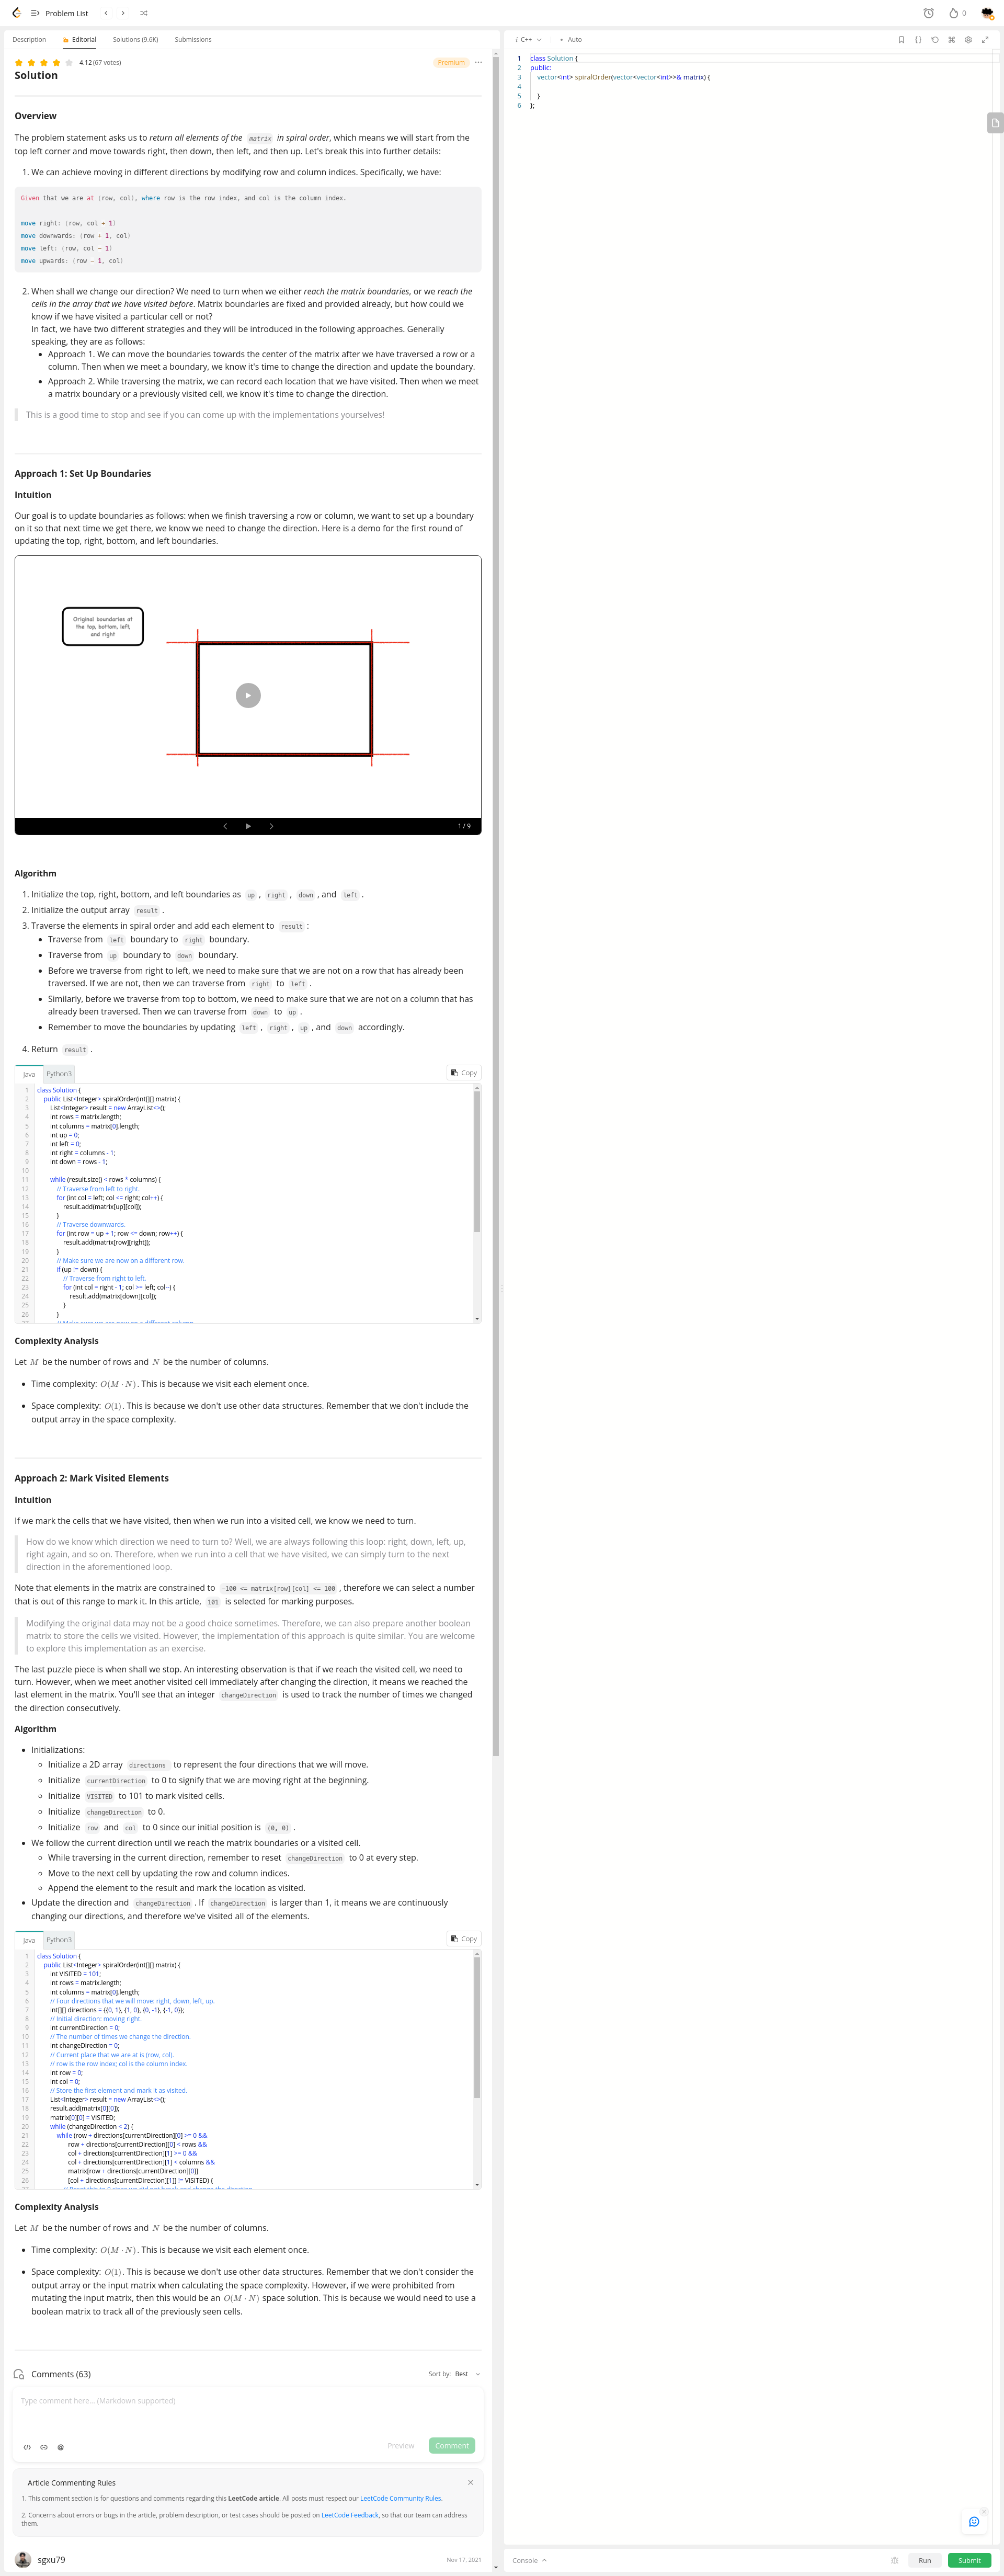 Problem List
0
Description
Editorial
Solutions (9.6K)
Submissions
4.12 (67 votes)
Premium
Solution
Overview
The problem statement asks us to return all elements of the matrix in spiral order, which means we will start from the
top left corner and move towards right, then down, then left, and then up. Let's break this into further details:
1. We can achieve moving in different directions by modifying row and column indices. Specifically, we have:
Given that we are at (row, col), where row is the row index, and col is the column index.
move right: (row, col + 1)
move downwards: (row + 1, col)
move left: (row, col - 1)
move upwards: (row - 1, col)
2. When shall we change our direction? We need to turn when we either reach the matrix boundaries, or we reach the
cells in the array that we have visited before. Matrix boundaries are fixed and provided already, but how could we
know if we have visited a particular cell or not?
In fact, we have two different strategies and they will be introduced in the following approaches. Generally
speaking, they are as follows:
• Approach 1. We can move the boundaries towards the center of the matrix after we have traversed a row or a
column. Then when we meet a boundary, we know it's time to change the direction and update the boundary.
• Approach 2. While traversing the matrix, we can record each location that we have visited. Then when we meet
a matrix boundary or a previously visited cell, we know it's time to change the direction.
This is a good time to stop and see if you can come up with the implementations yourselves!
Approach 1: Set Up Boundaries
Intuition
Our goal is to update boundaries as follows: when we finish traversing a row or column, we want to set up a boundary
on it so that next time we get there, we know we need to change the direction. Here is a demo for the first round of
updating the top, right, bottom, and left boundaries.
Original boundaries at
the top, bottom, left,
and right
1 / 9
Algorithm
1. Initialize the top, right, bottom, and left boundaries as up , right , down , and left .
2. Initialize the output array result .
3. Traverse the elements in spiral order and add each element to result :
• Traverse from left boundary to right boundary.
• Traverse from up boundary to down boundary.
• Before we traverse from right to left, we need to make sure that we are not on a row that has already been
traversed. If we are not, then we can traverse from right to left .
• Similarly, before we traverse from top to bottom, we need to make sure that we are not on a column that has
already been traversed. Then we can traverse from down to up .
• Remember to move the boundaries by updating left , right , up , and down accordingly.
4. Return result .
Java
Python3
Copy
1 class Solution {
2 public List<Integer> spiralOrder(int[][] matrix) {
3 List<Integer> result = new ArrayList<>();
4 int rows = matrix.length;
5 int columns = matrix[0].length;
6 int up = 0;
7 int left = 0;
8 int right = columns - 1;
9 int down = rows - 1;
10
11 while (result.size() < rows * columns) {
12 // Traverse from left to right.
13 for (int col = left; col <= right; col++) {
14 result.add(matrix[up][col]);
15 }
16 // Traverse downwards.
17 for (int row = up + 1; row <= down; row++) {
18 result.add(matrix[row][right]);
19 }
20 // Make sure we are now on a different row.
21 if (up != down) {
22 // Traverse from right to left.
23 for (int col = right - 1; col >= left; col--) {
24 result.add(matrix[down][col]);
25 }
26 }
27 // Make sure we are now on a different column.
Complexity Analysis
Let M be the number of rows and N be the number of columns.
• Time complexity: O(M · N). This is because we visit each element once.
• Space complexity: O(1). This is because we don't use other data structures. Remember that we don't include the
output array in the space complexity.
Approach 2: Mark Visited Elements
Intuition
If we mark the cells that we have visited, then when we run into a visited cell, we know we need to turn.
How do we know which direction we need to turn to? Well, we are always following this loop: right, down, left, up,
right again, and so on. Therefore, when we run into a cell that we have visited, we can simply turn to the next
direction in the aforementioned loop.
Note that elements in the matrix are constrained to -100 <= matrix[row][col] <= 100 , therefore we can select a number
that is out of this range to mark it. In this article, 101 is selected for marking purposes.
Modifying the original data may not be a good choice sometimes. Therefore, we can also prepare another boolean
matrix to store the cells we visited. However, the implementation of this approach is quite similar. You are welcome
to explore this implementation as an exercise.
The last puzzle piece is when shall we stop. An interesting observation is that if we reach the visited cell, we need to
turn. However, when we meet another visited cell immediately after changing the direction, it means we reached the
last element in the matrix. You'll see that an integer changeDirection is used to track the number of times we changed
the direction consecutively.
Algorithm
• Initializations:
◦ Initialize a 2D array directions to represent the four directions that we will move.
◦ Initialize currentDirection to 0 to signify that we are moving right at the beginning.
◦ Initialize VISITED to 101 to mark visited cells.
◦ Initialize changeDirection to 0.
◦ Initialize row and col to 0 since our initial position is (0, 0) .
• We follow the current direction until we reach the matrix boundaries or a visited cell.
◦ While traversing in the current direction, remember to reset changeDirection to 0 at every step.
◦ Move to the next cell by updating the row and column indices.
◦ Append the element to the result and mark the location as visited.
• Update the direction and changeDirection . If changeDirection is larger than 1, it means we are continuously
changing our directions, and therefore we've visited all of the elements.
Java
Python3
Copy
1 class Solution {
2 public List<Integer> spiralOrder(int[][] matrix) {
3 int VISITED = 101;
4 int rows = matrix.length;
5 int columns = matrix[0].length;
6 // Four directions that we will move: right, down, left, up.
7 int[][] directions = {{0, 1}, {1, 0}, {0, -1}, {-1, 0}};
8 // Initial direction: moving right.
9 int currentDirection = 0;
10 // The number of times we change the direction.
11 int changeDirection = 0;
12 // Current place that we are at is (row, col).
13 // row is the row index; col is the column index.
14 int row = 0;
15 int col = 0;
16 // Store the first element and mark it as visited.
17 List<Integer> result = new ArrayList<>();
18 result.add(matrix[0][0]);
19 matrix[0][0] = VISITED;
20 while (changeDirection < 2) {
21 while (row + directions[currentDirection][0] >= 0 &&
22 row + directions[currentDirection][0] < rows &&
23 col + directions[currentDirection][1] >= 0 &&
24 col + directions[currentDirection][1] < columns &&
25 matrix[row + directions[currentDirection][0]]
26 [col + directions[currentDirection][1]] != VISITED) {
27 // Reset this to 0 since we did not break and change the direction.
Complexity Analysis
Let M be the number of rows and N be the number of columns.
• Time complexity: O(M · N). This is because we visit each element once.
• Space complexity: O(1). This is because we don't use other data structures. Remember that we don't consider the
output array or the input matrix when calculating the space complexity. However, if we were prohibited from
mutating the input matrix, then this would be an O(M · N) space solution. This is because we would need to use a
boolean matrix to track all of the previously seen cells.
Comments (63)
Sort by: Best
Type comment here... (Markdown supported)
Preview
Comment
Article Commenting Rules
1. This comment section is for questions and comments regarding this LeetCode article. All posts must respect our LeetCode Community Rules.
2. Concerns about errors or bugs in the article, problem description, or test cases should be posted on LeetCode Feedback, so that our team can address
them.
sgxu79
Nov 17, 2021
i C++
Auto
1 class Solution {
2 public:
3 vector<int> spiralOrder(vector<vector<int>>& matrix) {
4
5 }
6 };
Console
Run
Submit